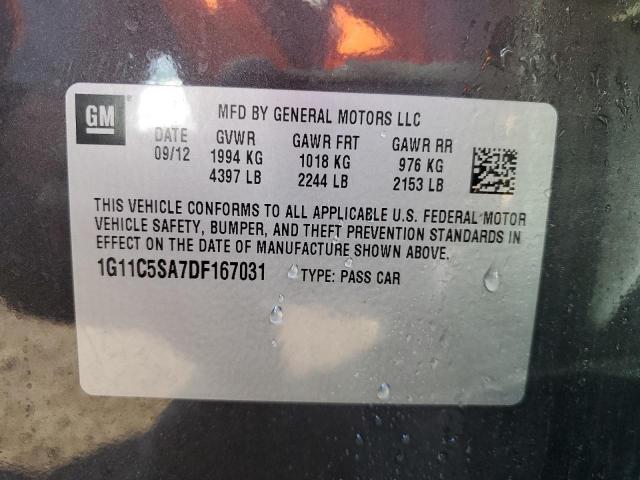 GM
MFD BY GENERAL MOTORS LLC
DATE GVWR GAWR FRT GAWR RR
09/12 1994 KG 1018 KG 976 KG
4397 LB 2244 LB 2153 LB
THIS VEHICLE CONFORMS TO ALL APPLICABLE U.S. FEDERAL MOTOR
VEHICLE SAFETY, BUMPER, AND THEFT PREVENTION STANDARDS IN
EFFECT ON THE DATE OF MANUFACTURE SHOWN ABOVE.
1G11C5SA7DF167031 TYPE: PASS CAR